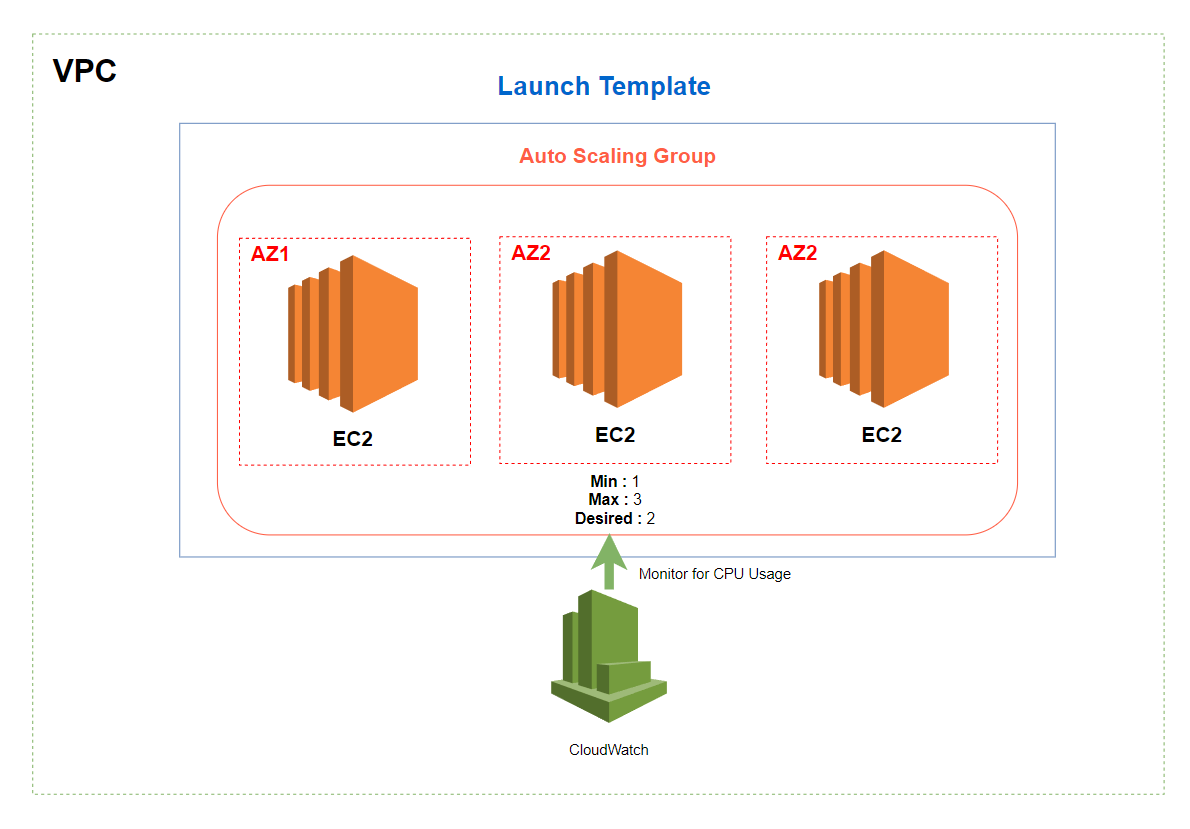 VPC
Launch Template
Auto Scaling Group
AZ1
AZ2
AZ2
EC2
EC2
EC2
Min : 1
Max : 3
Desired : 2
Monitor for CPU Usage
CloudWatch